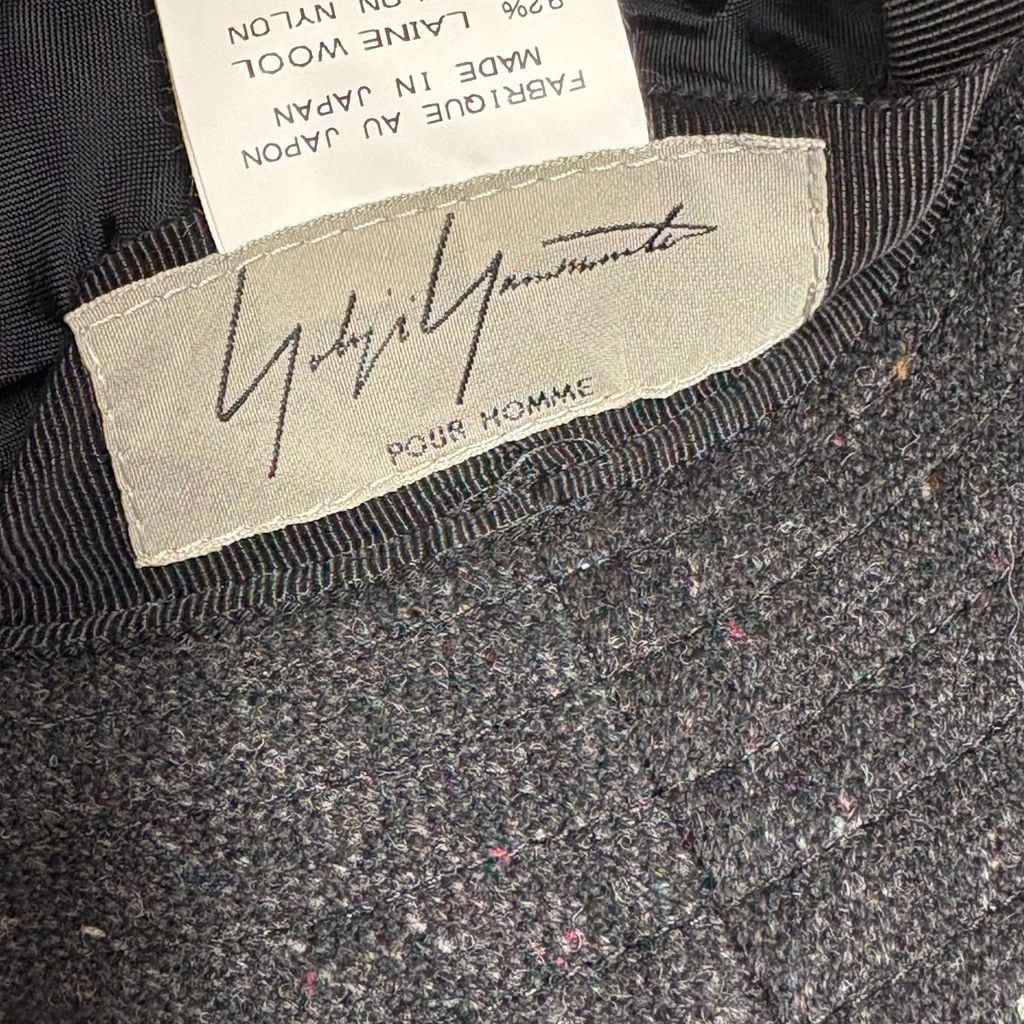 Yohji Yamamoto
POUR HOMME
FABRIQUE AU JAPON
MADE IN JAPAN
LAINE WOOL
NYLON